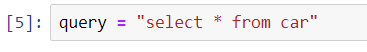 [5]: query = "select * from car"